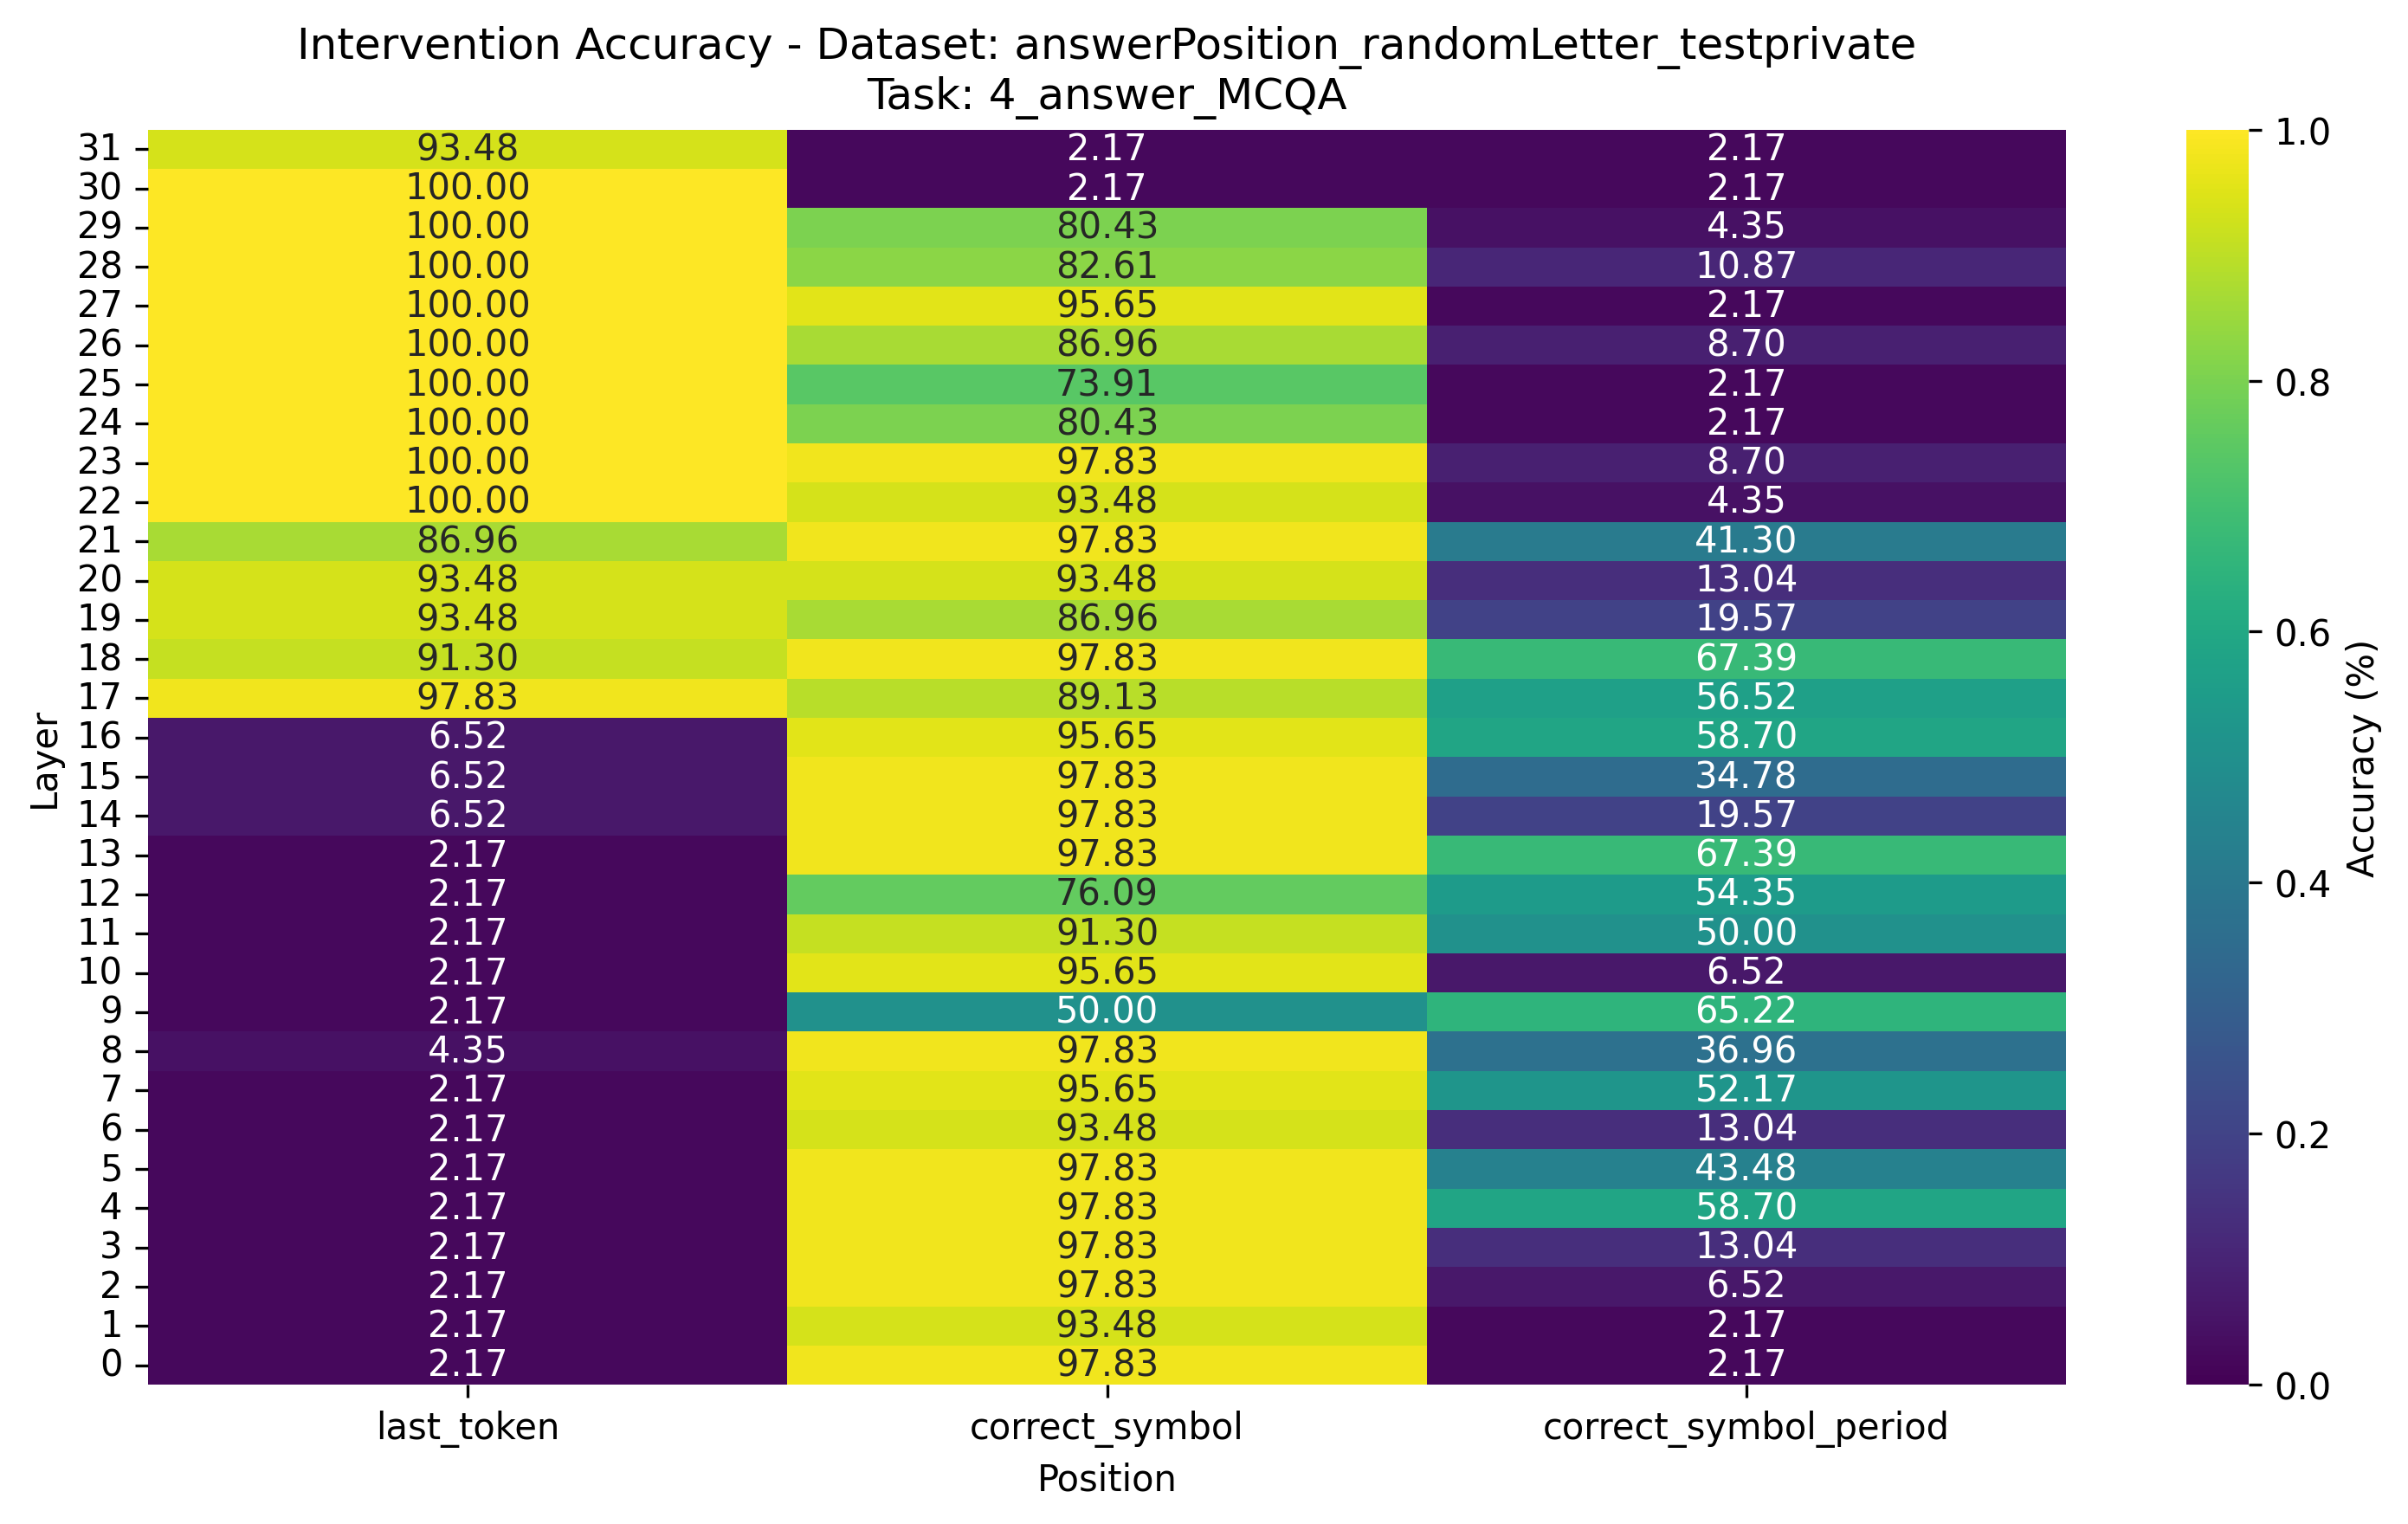 Intervention Accuracy - Dataset: answerPosition_randomLetter_testprivate
Task: 4_answer_MCQA
31 93.48 2.17 2.17
30 100.00 2.17 2.17
29 100.00 80.43 4.35
28 100.00 82.61 10.87
27 100.00 95.65 2.17
26 100.00 86.96 8.70
25 100.00 73.91 2.17
24 100.00 80.43 2.17
23 100.00 97.83 8.70
22 100.00 93.48 4.35
21 86.96 97.83 41.30
20 93.48 93.48 13.04
19 93.48 86.96 19.57
18 91.30 97.83 67.39
17 97.83 89.13 56.52
16 6.52 95.65 58.70
15 6.52 97.83 34.78
14 6.52 97.83 19.57
13 2.17 97.83 67.39
12 2.17 76.09 54.35
11 2.17 91.30 50.00
10 2.17 95.65 6.52
9 2.17 50.00 65.22
8 4.35 97.83 36.96
7 2.17 95.65 52.17
6 2.17 93.48 13.04
5 2.17 97.83 43.48
4 2.17 97.83 58.70
3 2.17 97.83 13.04
2 2.17 97.83 6.52
1 2.17 93.48 2.17
0 2.17 97.83 2.17
last_token correct_symbol correct_symbol_period
Position
Layer
1.0
0.8
0.6
0.4
0.2
0.0
Accuracy (%)